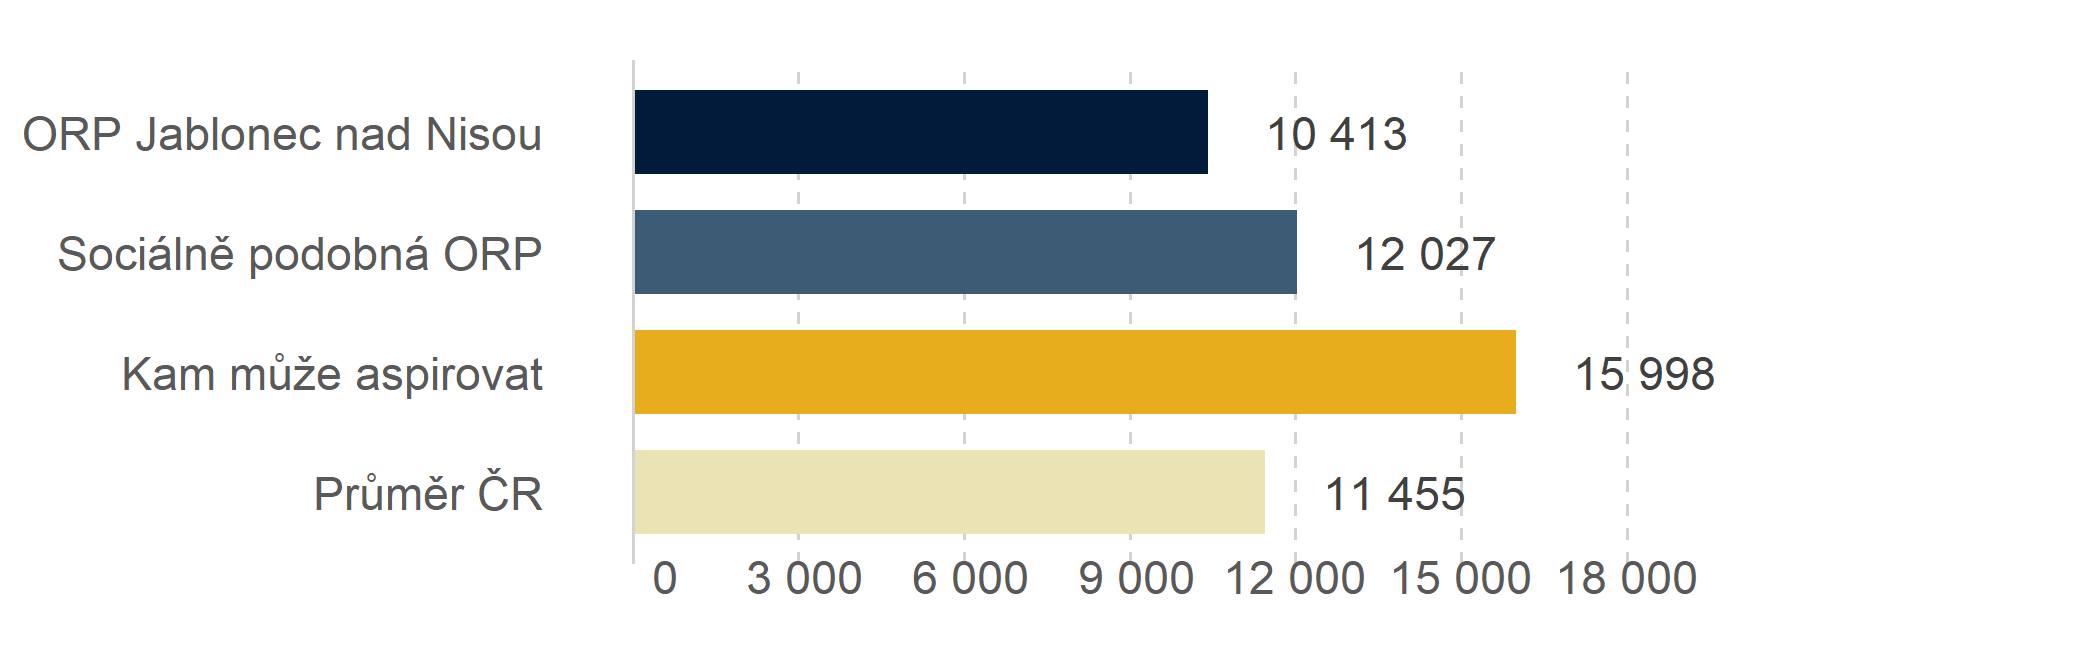 ORP Jablonec nad Nisou 10 413
Sociálně podobná ORP 12 027
Kam může aspirovat 15 998
Průměr ČR 11 455
0 3 000 6 000 9 000 12 000 15 000 18 000